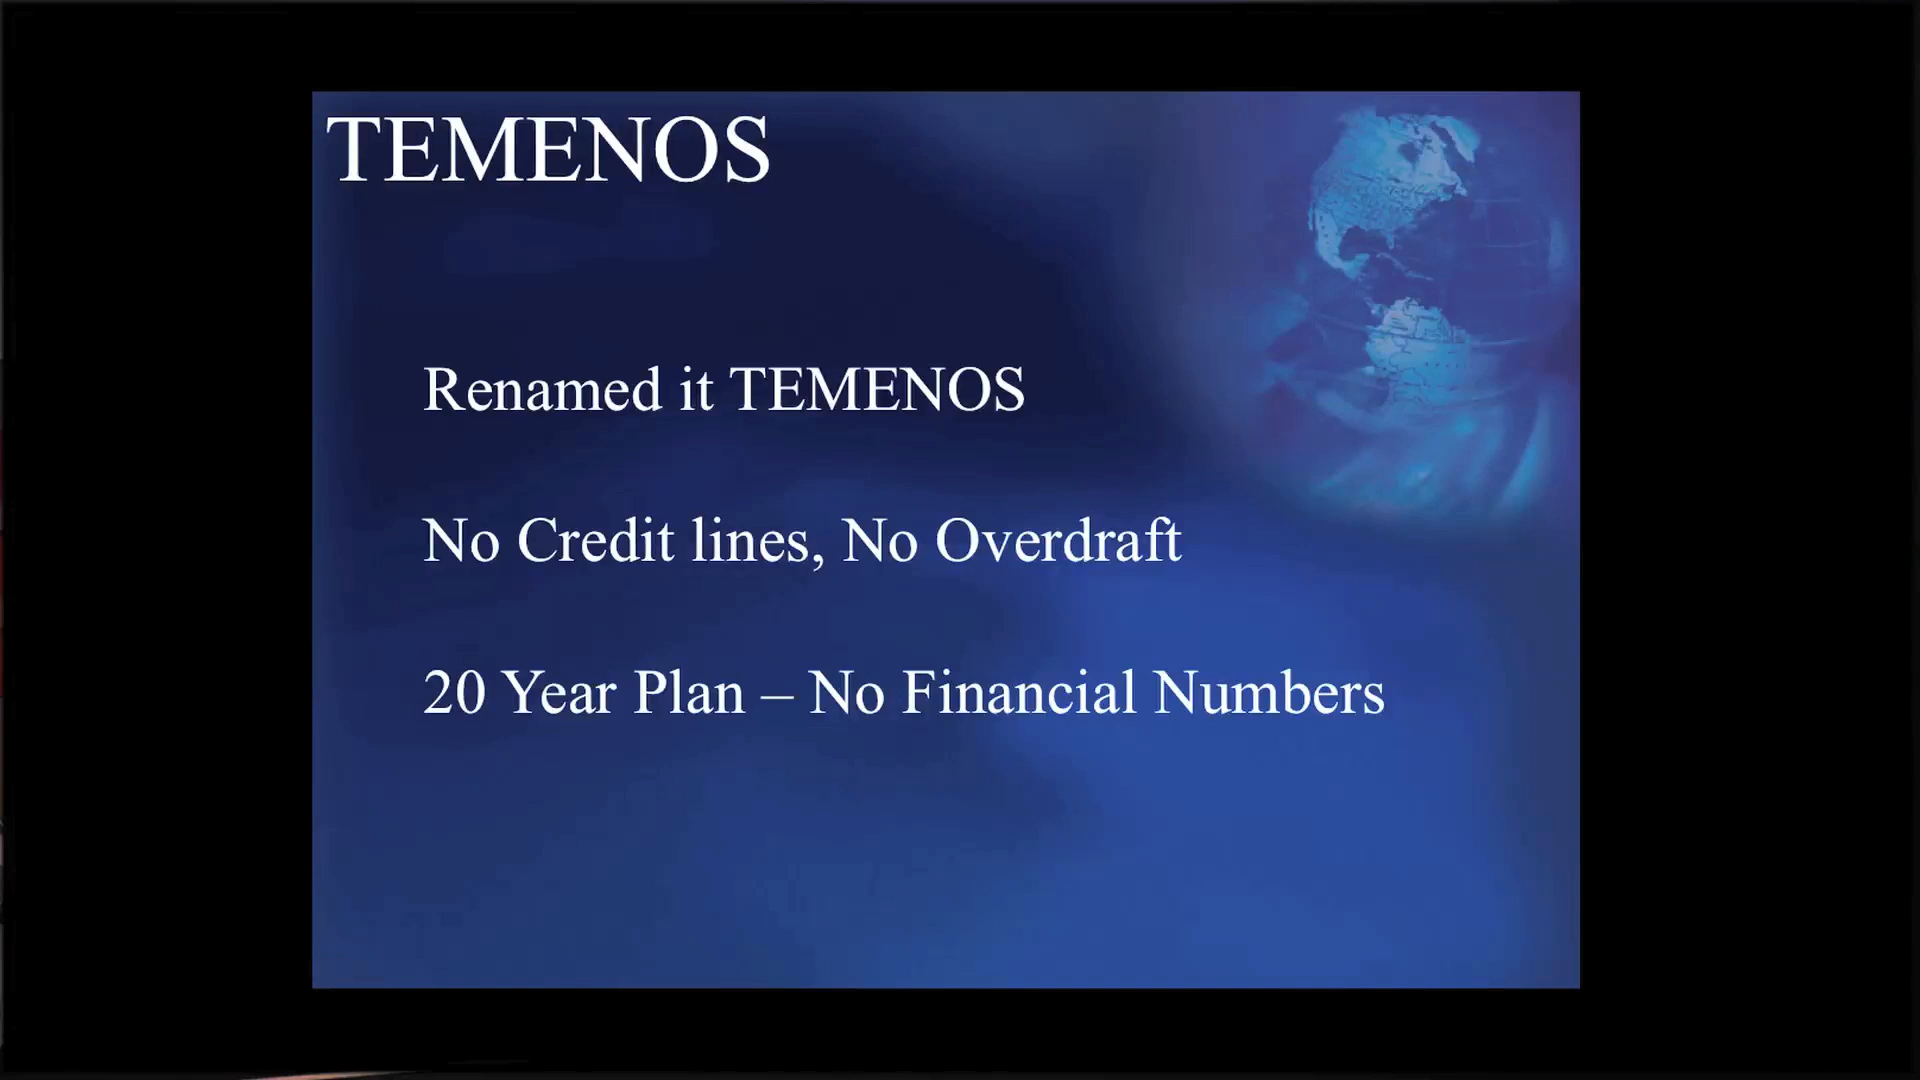 TEMENOS
Renamed it TEMENOS
No Credit lines, No Overdraft
20 Year Plan – No Financial Numbers